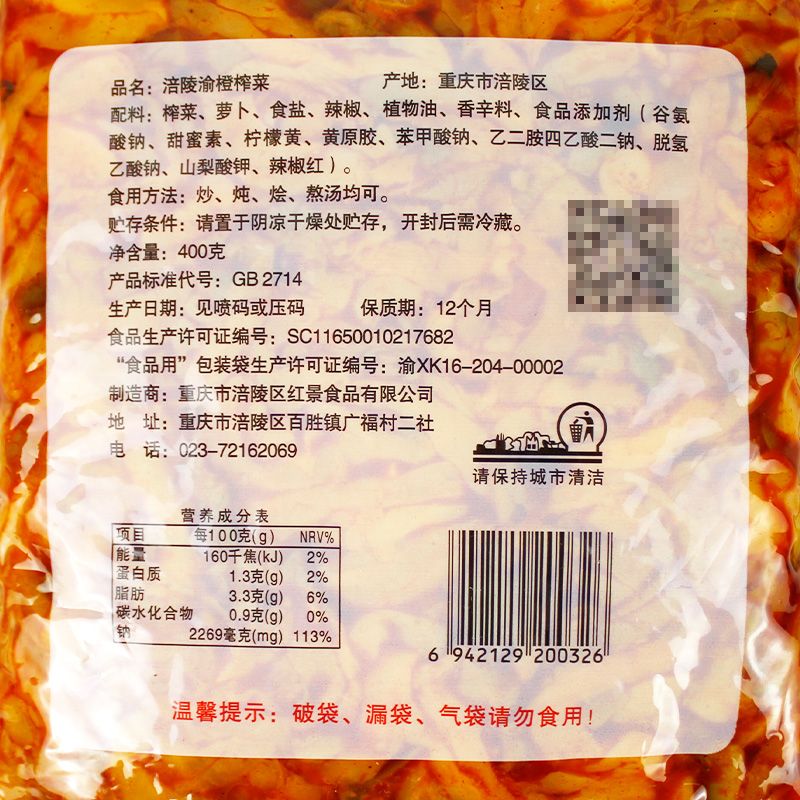 品名：涪陵渝橙榨菜 产地：重庆市涪陵区
配料：榨菜、萝卜、食盐、辣椒、植物油、香辛料、食品添加剂（谷氨
酸钠、甜蜜素、柠檬黄、黄原胶、苯甲酸钠、乙二胺四乙酸二钠、脱氢
乙酸钠、山梨酸钾、辣椒红）。
食用方法：炒、炖、烩、熬汤均可。
贮存条件：请置于阴凉干燥处贮存，开封后需冷藏。
净含量：400克
产品标准代号：GB 2714
生产日期：见喷码或压码 保质期：12个月
食品生产许可证编号：SC11650010217682
“食品用”包装袋生产许可证编号：渝XK16-204-00002
制造商：重庆市涪陵区红景食品有限公司
地 址：重庆市涪陵区百胜镇广福村二社
电 话：023-72162069
请保持城市清洁
营养成分表
项目 每100克(g) NRV%
能量 160千焦(kJ) 2%
蛋白质 1.3克(g) 2%
脂肪 3.3克(g) 6%
碳水化合物 0.9克(g) 0%
钠 2269毫克(mg) 113%
6 942129 200326
温馨提示：破袋、漏袋、气袋请勿食用！